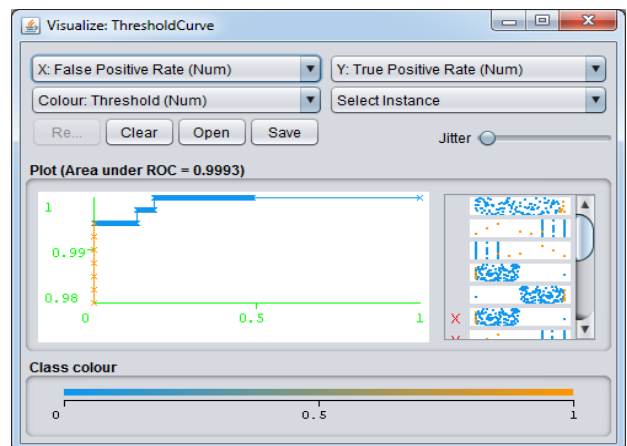 Visualize: ThresholdCurve
X: False Positive Rate (Num)
Y: True Positive Rate (Num)
Colour: Threshold (Num)
Select Instance
Re...
Clear
Open
Save
Jitter
Plot (Area under ROC = 0.9993)
1
0.99
0.98
0
0.5
1
X
Class colour
0
0.5
1